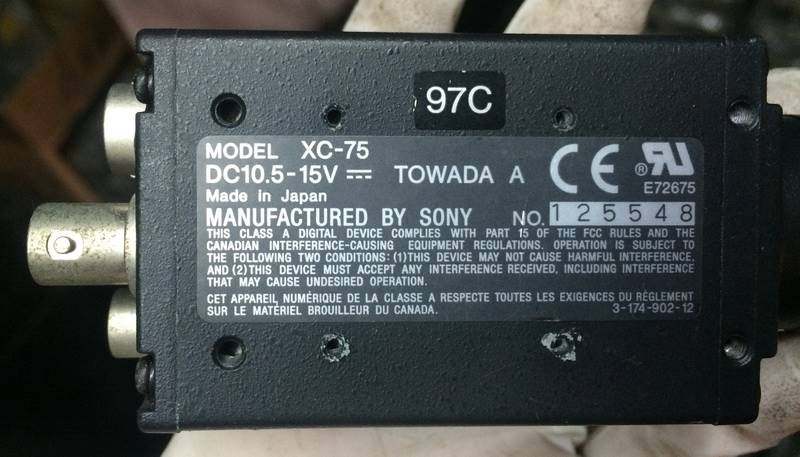 97C
MODEL XC-75
DC10.5-15V ⎓ TOWADA A CE ® RU E72675
Made in Japan
MANUFACTURED BY SONY NO. 125548
THIS CLASS A DIGITAL DEVICE COMPLIES WITH PART 15 OF THE FCC RULES AND THE
CANADIAN INTERFERENCE-CAUSING EQUIPMENT REGULATIONS. OPERATION IS SUBJECT TO
THE FOLLOWING TWO CONDITIONS: (1)THIS DEVICE MAY NOT CAUSE HARMFUL INTERFERENCE,
AND (2)THIS DEVICE MUST ACCEPT ANY INTERFERENCE RECEIVED, INCLUDING INTERFERENCE
THAT MAY CAUSE UNDESIRED OPERATION.
CET APPAREIL NUMÉRIQUE DE LA CLASSE A RESPECTE TOUTES LES EXIGENCES DU RÈGLEMENT
SUR LE MATÉRIEL BROUILLEUR DU CANADA. 3-174-902-12